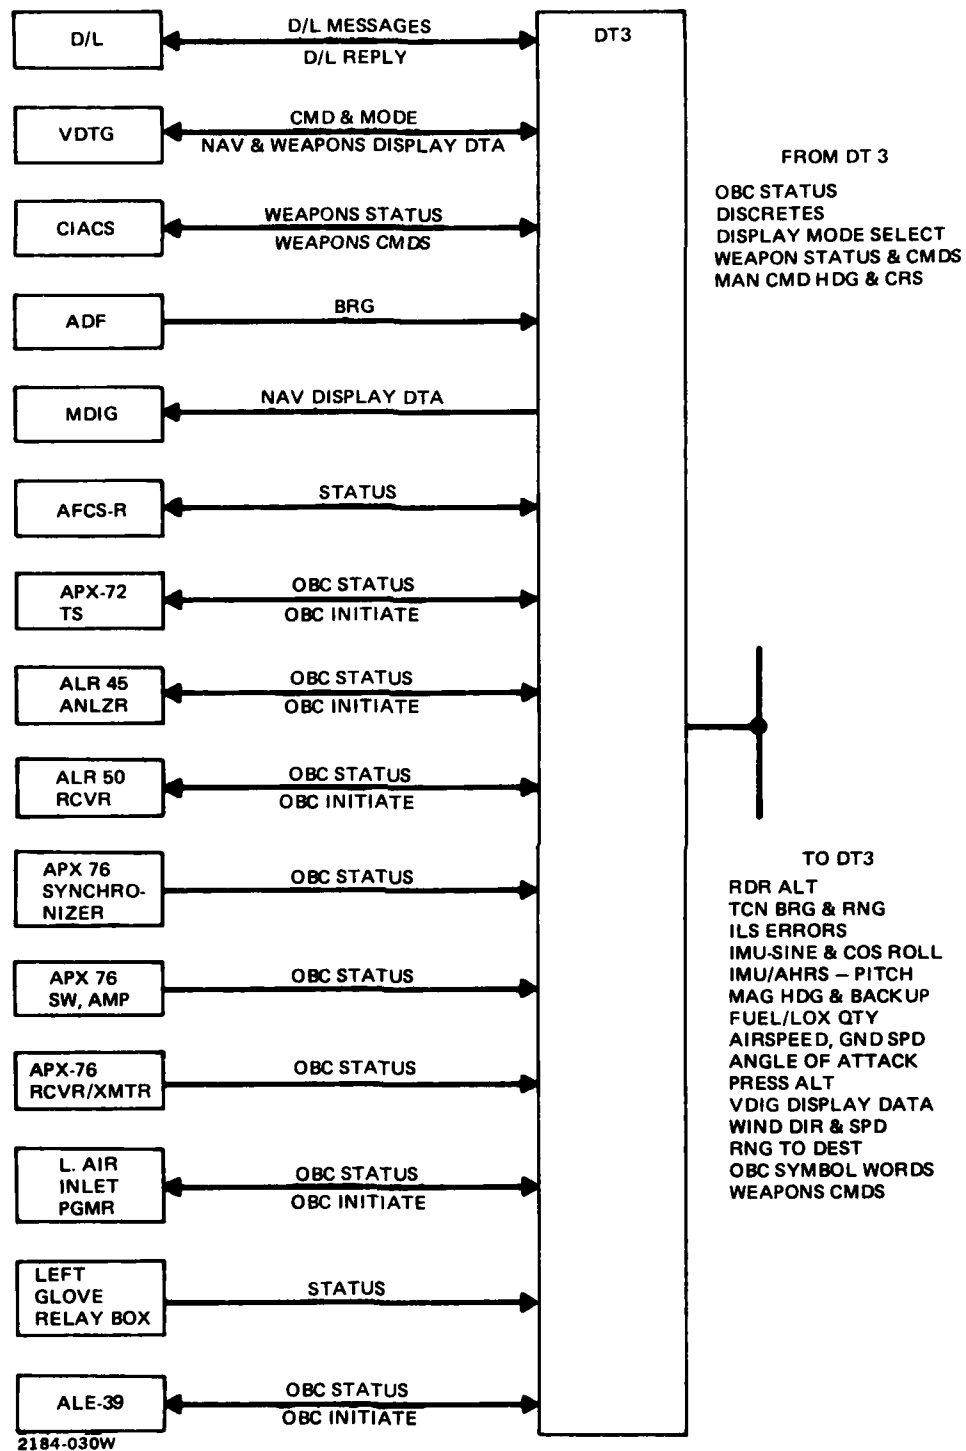 D/L
D/L MESSAGES
D/L REPLY
DT3
VDTG
CMD & MODE
NAV & WEAPONS DISPLAY DTA
CIACS
WEAPONS STATUS
WEAPONS CMDS
ADF
BRG
MDIG
NAV DISPLAY DTA
AFCS-R
STATUS
APX-72
TS
OBC STATUS
OBC INITIATE
ALR 45
ANLZR
OBC STATUS
OBC INITIATE
ALR 50
RCVR
OBC STATUS
OBC INITIATE
APX 76
SYNCHRO-
NIZER
OBC STATUS
APX 76
SW, AMP
OBC STATUS
APX-76
RCVR/XMTR
OBC STATUS
L. AIR
INLET
PGMR
OBC STATUS
OBC INITIATE
LEFT
GLOVE
RELAY BOX
STATUS
ALE-39
OBC STATUS
OBC INITIATE
2184-030W
FROM DT 3
OBC STATUS
DISCRETES
DISPLAY MODE SELECT
WEAPON STATUS & CMDS
MAN CMD HDG & CRS
TO DT3
RDR ALT
TCN BRG & RNG
ILS ERRORS
IMU-SINE & COS ROLL
IMU/AHRS – PITCH
MAG HDG & BACKUP
FUEL/LOX QTY
AIRSPEED, GND SPD
ANGLE OF ATTACK
PRESS ALT
VDIG DISPLAY DATA
WIND DIR & SPD
RNG TO DEST
OBC SYMBOL WORDS
WEAPONS CMDS